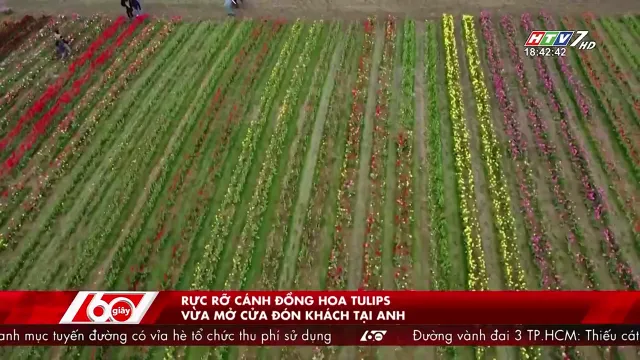 HTV7 HD
18:42:42
60 giây
RỰC RỠ CÁNH ĐỒNG HOA TULIPS
VỪA MỞ CỬA ĐÓN KHÁCH TẠI ANH
anh mục tuyến đường có vỉa hè tổ chức thu phí sử dụng 60 giây Đường vành đai 3 TP.HCM: Thiếu cát